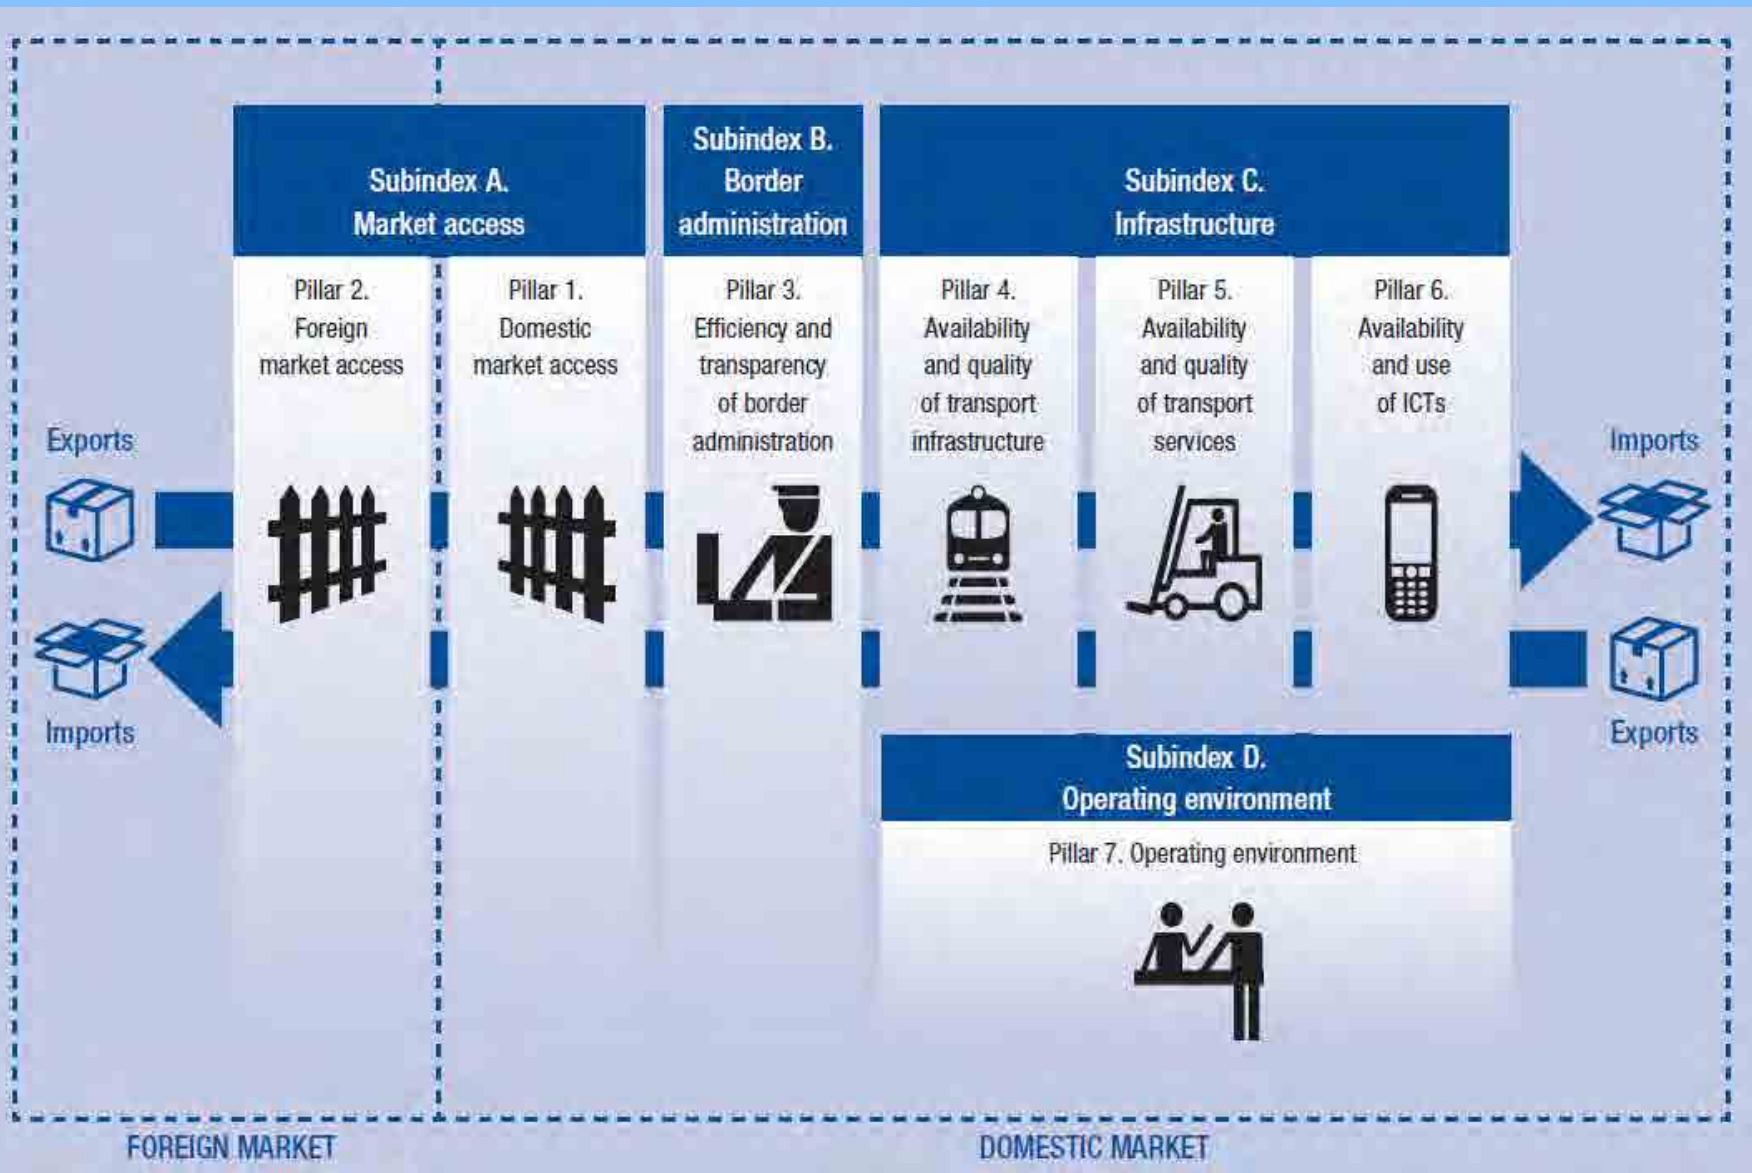 Subindex A.
Market access
Subindex B.
Border
administration
Subindex C.
Infrastructure
Pillar 2.
Foreign
market access
Pillar 1.
Domestic
market access
Pillar 3.
Efficiency and
transparency
of border
administration
Pillar 4.
Availability
and quality
of transport
infrastructure
Pillar 5.
Availability
and quality
of transport
services
Pillar 6.
Availability
and use
of ICTs
Exports
Imports
Imports
Exports
Subindex D.
Operating environment
Pillar 7. Operating environment
FOREIGN MARKET
DOMESTIC MARKET